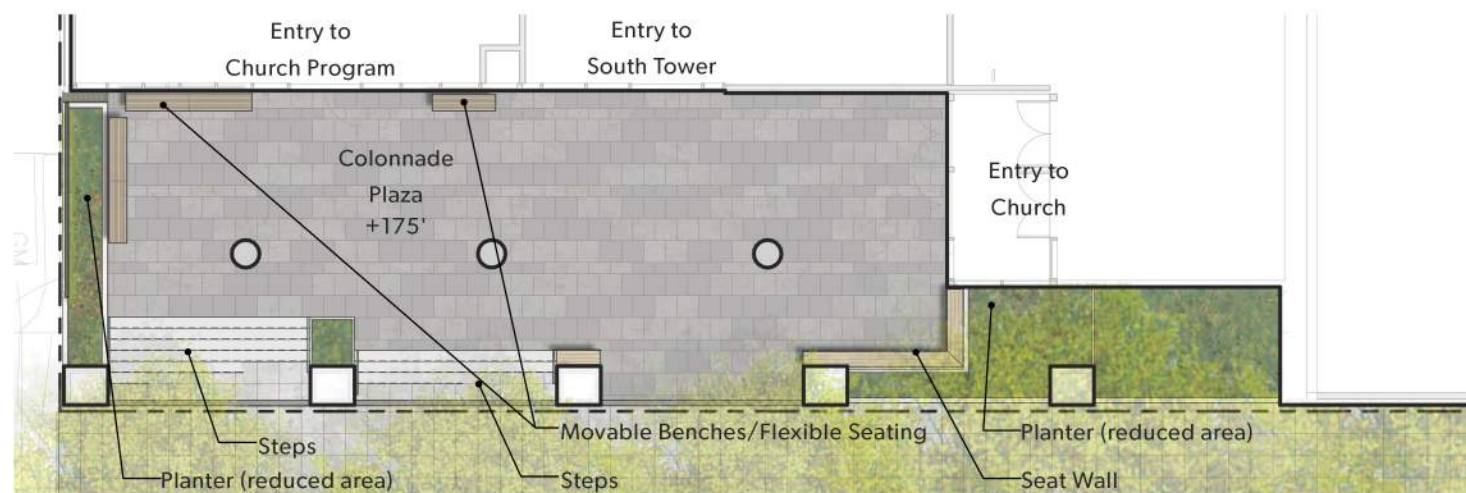 Entry to
Church Program
Entry to
South Tower
Colonnade
Plaza
+175'
Entry to
Church
GM
Steps
Movable Benches/Flexible Seating
Planter (reduced area)
Planter (reduced area)
Steps
Seat Wall